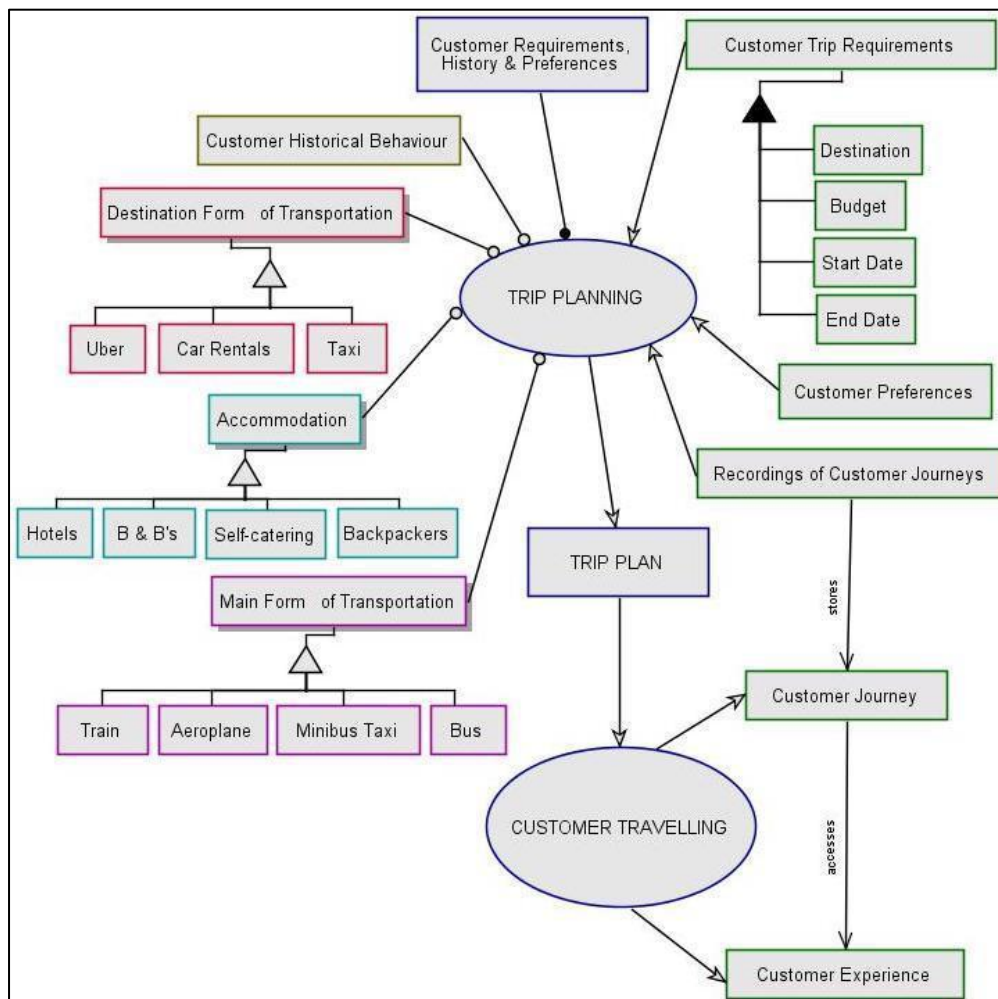 Customer Requirements,
History & Preferences
Customer Trip Requirements
Customer Historical Behaviour
Destination
Destination Form of Transportation
Budget
Start Date
TRIP PLANNING
End Date
Uber
Car Rentals
Taxi
Customer Preferences
Accommodation
Recordings of Customer Journeys
Hotels
B & B's
Self-catering
Backpackers
TRIP PLAN
stores
Main Form of Transportation
Customer Journey
Train
Aeroplane
Minibus Taxi
Bus
CUSTOMER TRAVELLING
accesses
Customer Experience